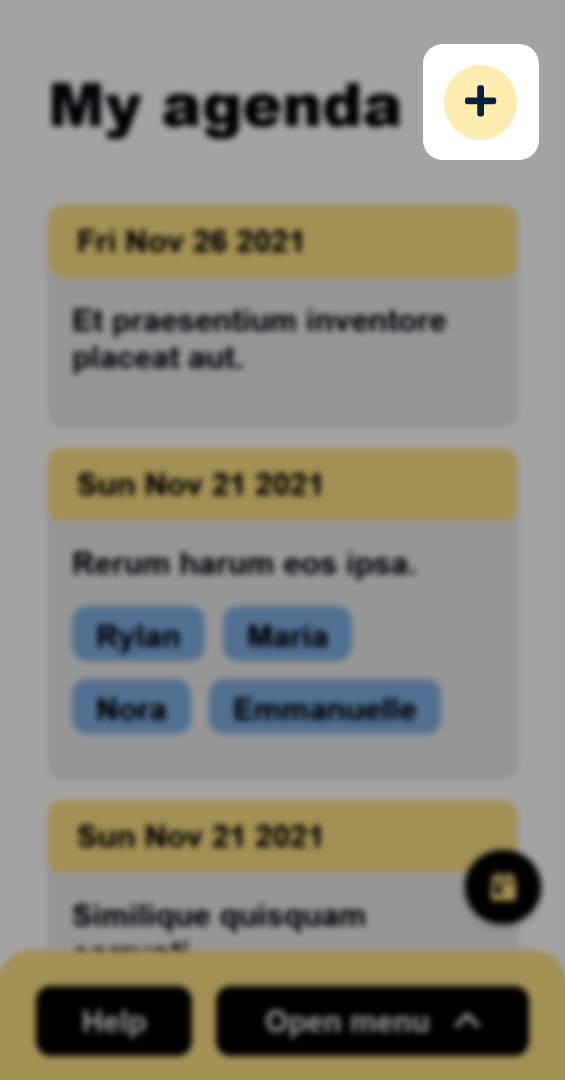 My agenda
Fri Nov 26 2021
Et praesentium inventore
placeat aut.
Sun Nov 21 2021
Rerum harum eos ipsa.
Rylan Maria
Nora Emmanuelle
Sun Nov 21 2021
Similique quisquam
Help Open menu